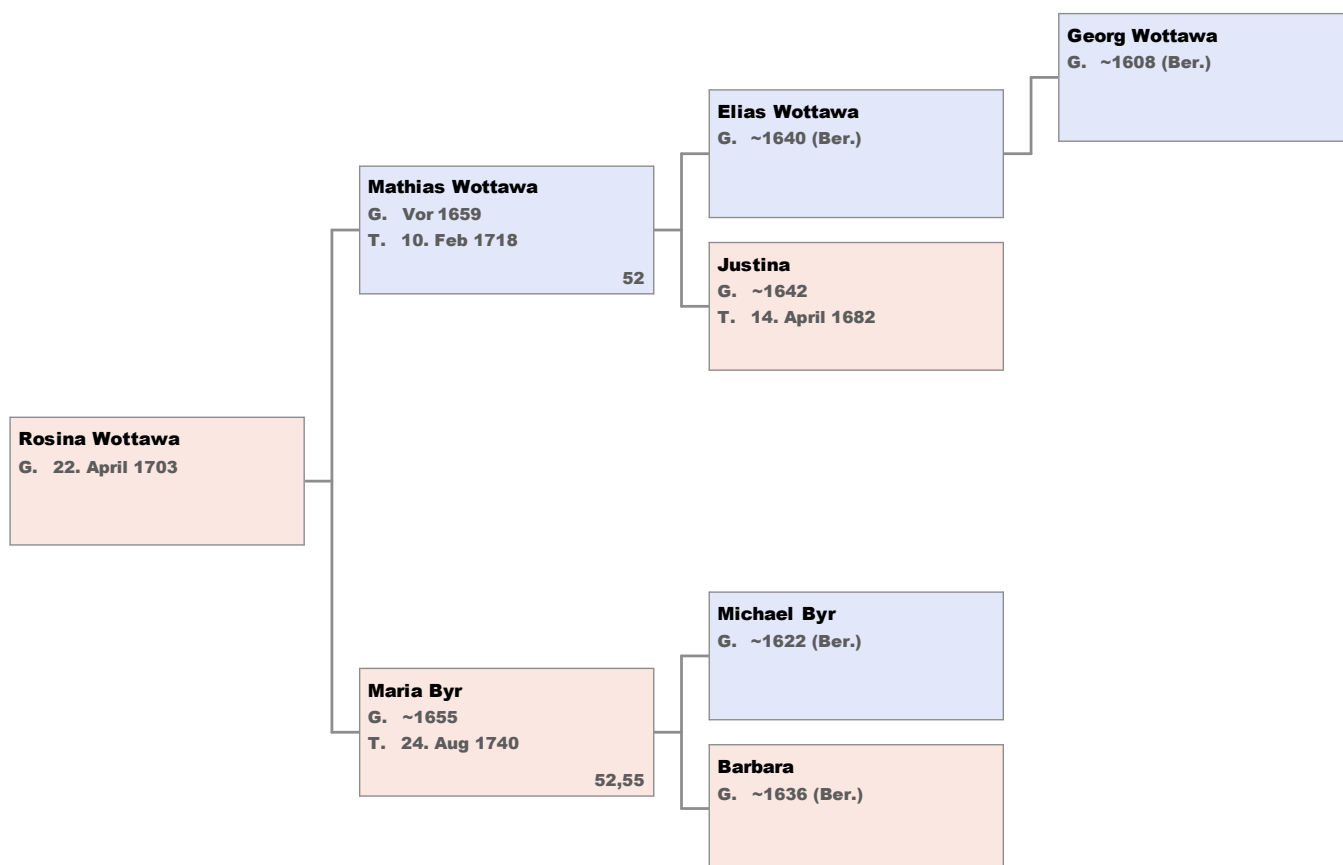 Georg Wottawa
G. ~1608 (Ber.)
Elias Wottawa
G. ~1640 (Ber.)
Mathias Wottawa
G. Vor 1659
T. 10. Feb 1718
52
Justina
G. ~1642
T. 14. April 1682
Rosina Wottawa
G. 22. April 1703
Michael Byr
G. ~1622 (Ber.)
Maria Byr
G. ~1655
T. 24. Aug 1740
52,55
Barbara
G. ~1636 (Ber.)